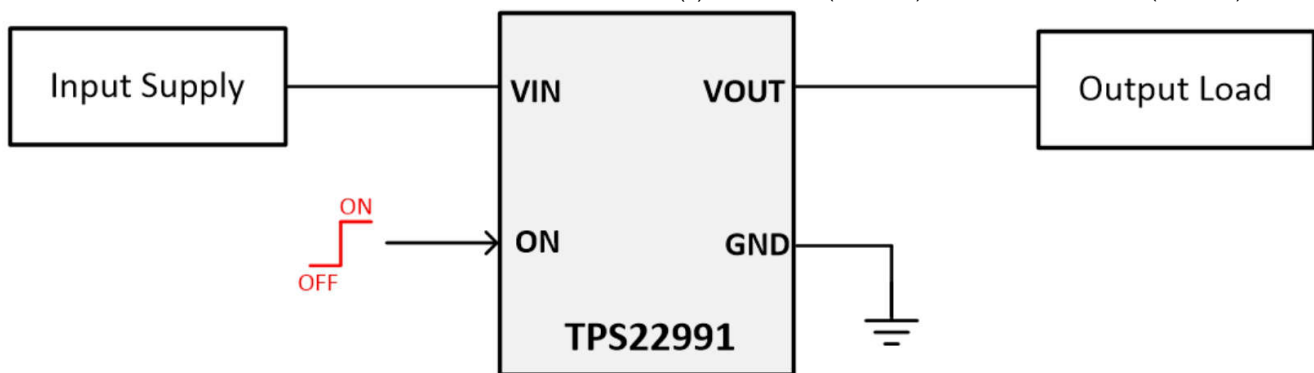 Input Supply
VIN
VOUT
Output Load
ON
OFF
ON
GND
TPS22991